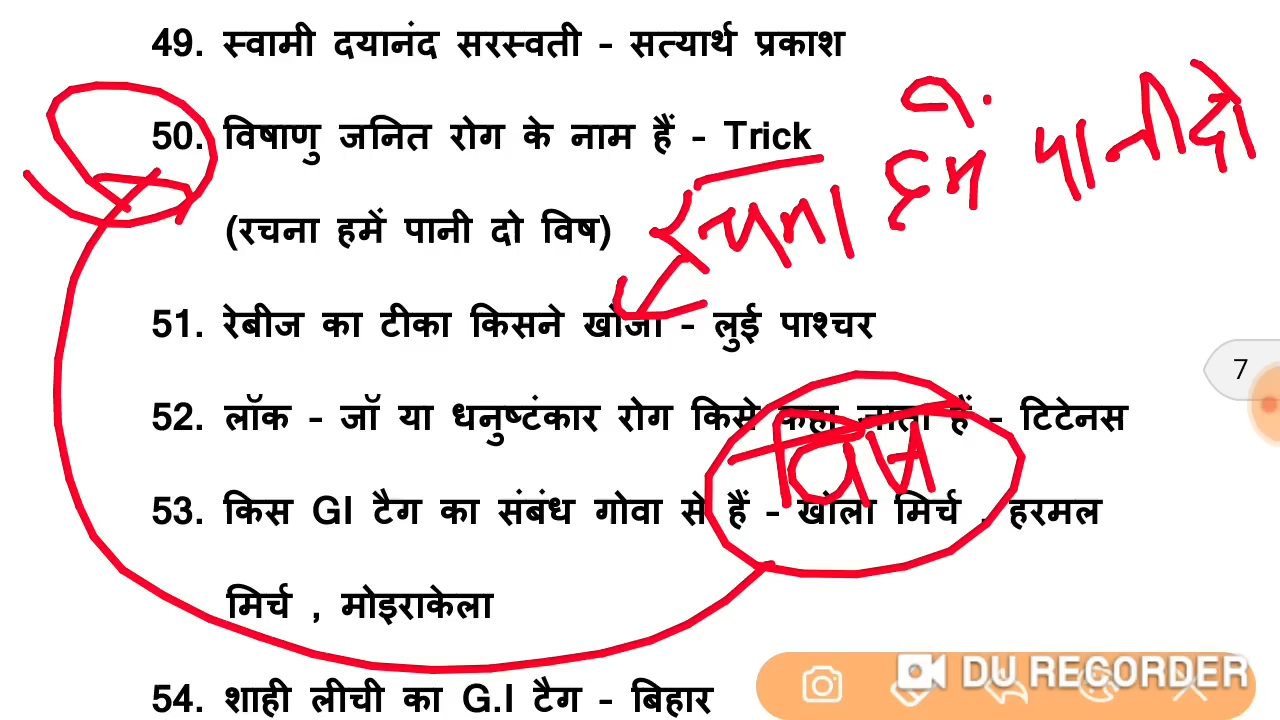 49. स्वामी दयानंद सरस्वती - सत्यार्थ प्रकाश
50. विषाणु जनित रोग के नाम हैं - Trick
रचना हमें पानी दो
(रचना हमें पानी दो विष)
51. रेबीज का टीका किसने खोजा - लुई पाश्चर
7
52. लॉक - जॉ या धनुष्टंकार रोग किसे कहा जाता हैं - टिटेनस
विष
53. किस GI टैग का संबंध गोवा से हैं - खोला मिर्च , हरमल
मिर्च , मोइराकेला
54. शाही लीची का G.I टैग - बिहार
DU RECORDER